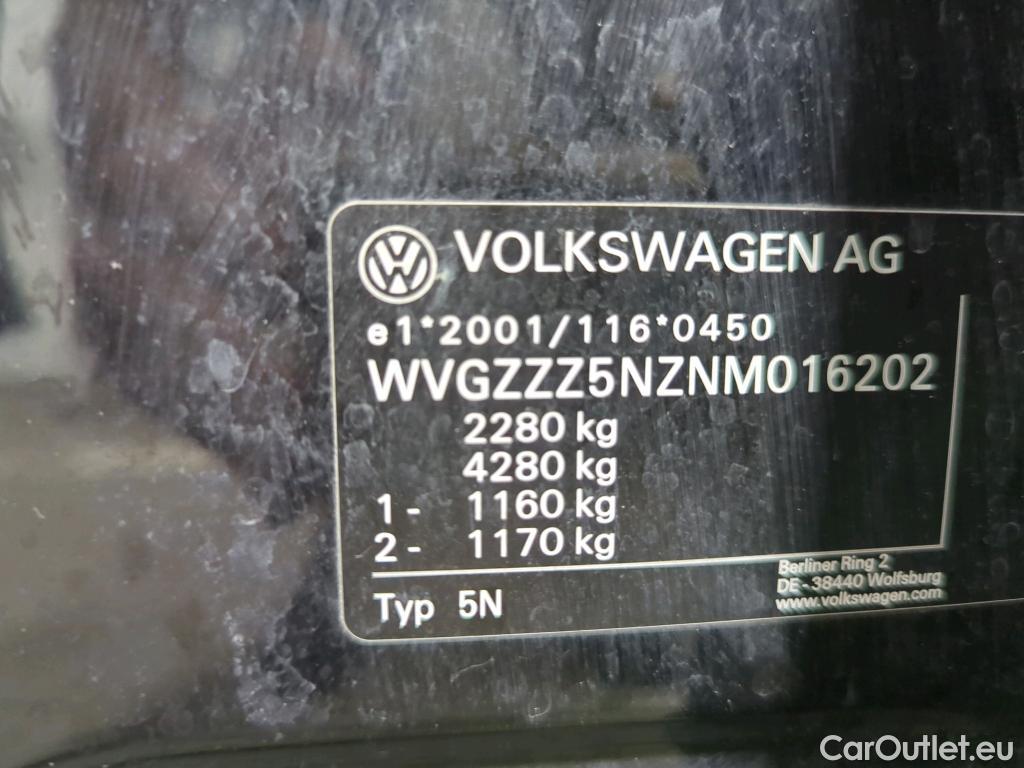 VOLKSWAGEN AG
e1*2001/116*0450
WVGZZZ5NZNM016202
2280 kg
4280 kg
1- 1160 kg
2- 1170 kg
Typ 5N
Berliner Ring 2
DE-38440 Wolfsburg
www.volkswagen.com
CarOutlet.eu